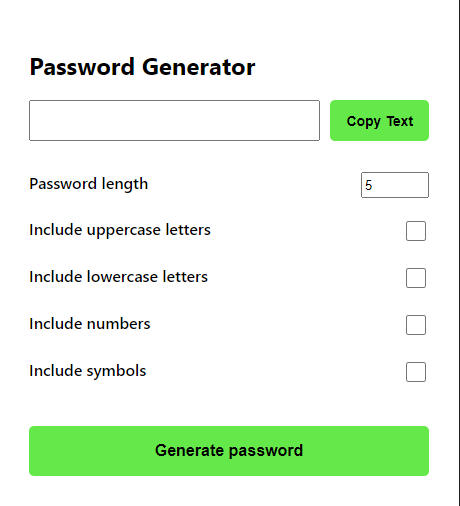 Password Generator
Copy Text
Password length
5
Include uppercase letters
Include lowercase letters
Include numbers
Include symbols
Generate password